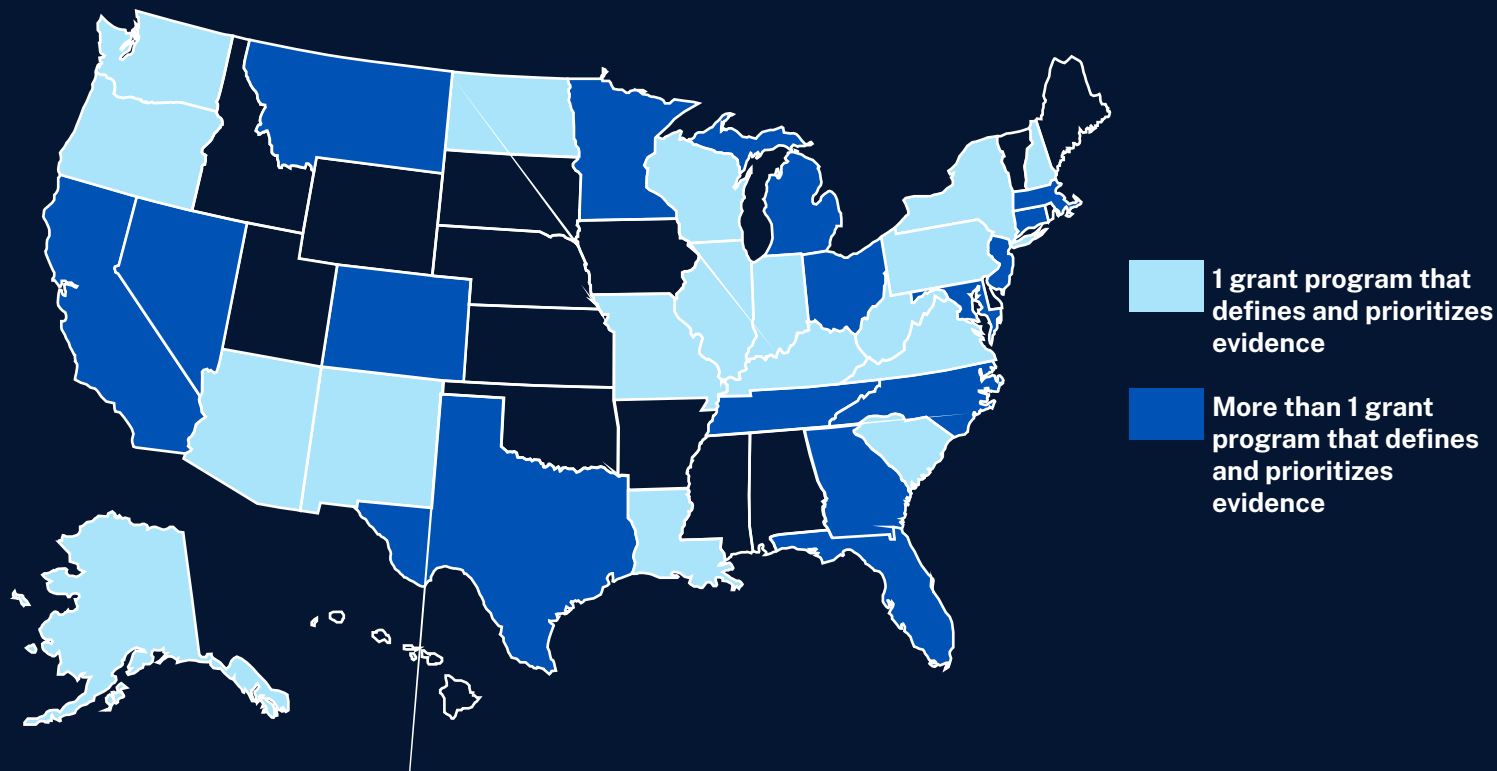 1 grant program that
defines and prioritizes
evidence
More than 1 grant
program that defines
and prioritizes
evidence